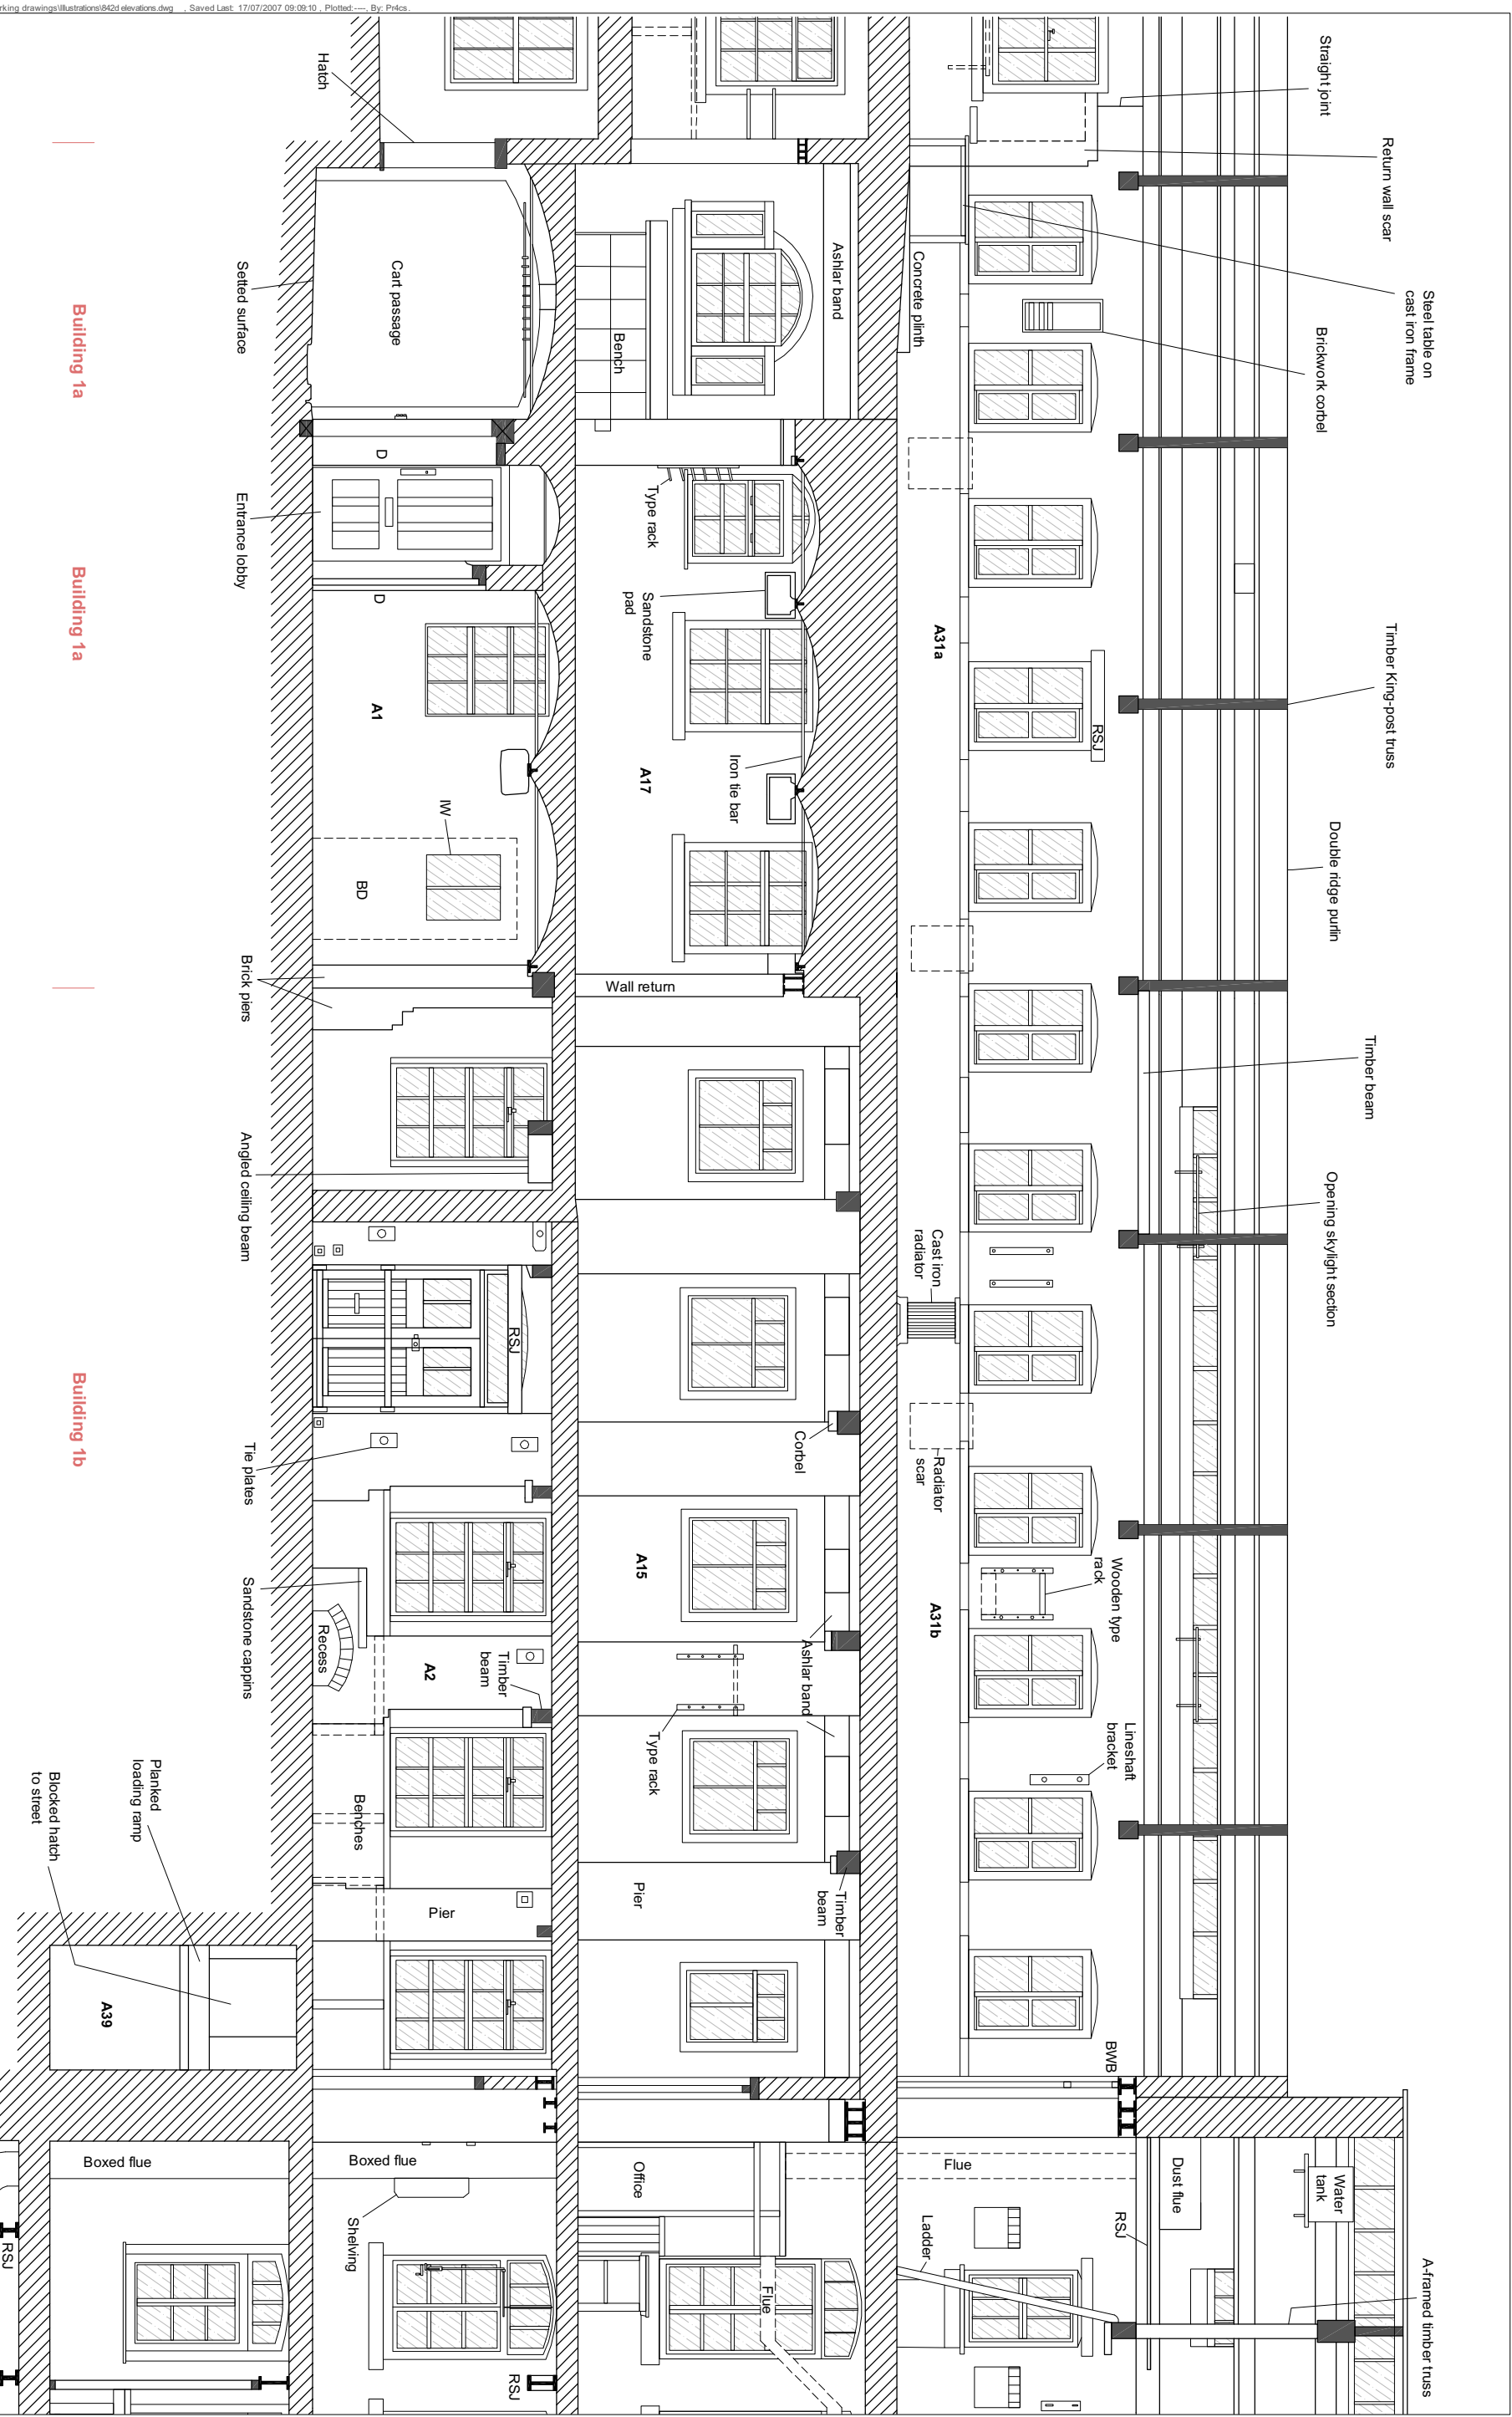 rking drawings\Illustrations\842d elevations.dwg , Saved Last: 17/07/2007 09:09:10 , Plotted:----, By: Pr4cs.
Straight joint
Return wall scar
Steel table on
cast iron frame
Brickwork corbel
Timber King-post truss
Double ridge purlin
Timber beam
Opening skylight section
A-framed timber truss
Concrete plinth
A31a
RSJ
Cast iron
radiator
Radiator
scar
A31b
Wooden type
rack
Lineshaft
bracket
BWB
Flue
Dust flue
Water
tank
RSJ
Ladder
Ashlar band
Bench
Type rack
Sandstone
pad
A17
Iron tie bar
Wall return
Corbel
A15
Ashlar band
Type rack
Timber
beam
Pier
Office
Flue
Hatch
Cart passage
Setted surface
D
Entrance lobby
D
A1
IW
BD
Brick piers
Angled ceiling beam
RSJ
Tie plates
Sandstone cappins
Recess
A2
Timber
beam
Benches
Pier
Boxed flue
Shelving
RSJ
Planked
loading ramp
Blocked hatch
to street
A39
Boxed flue
RSJ
Building 1a
Building 1a
Building 1b